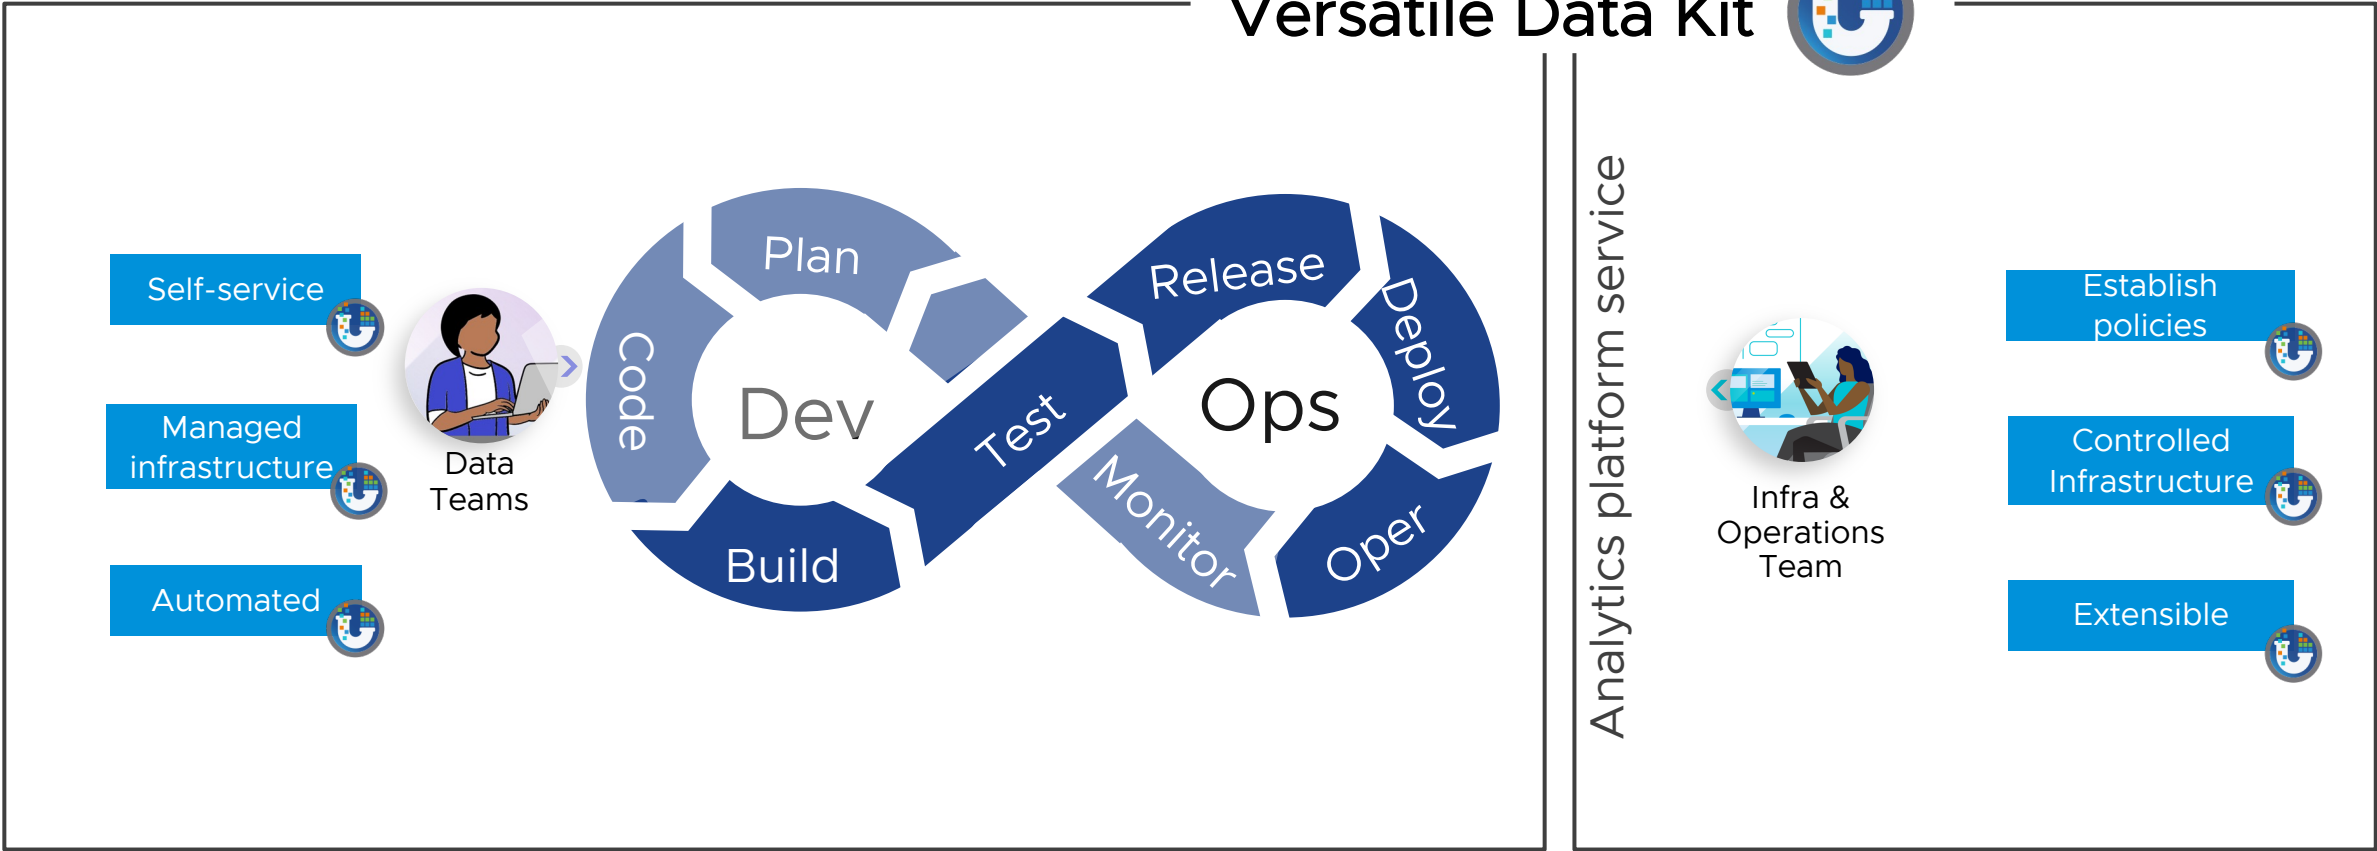 Versatile Data Kit
Self-service
Managed
infrastructure
Automated
Data
Teams
Plan
Code
Build
Test
Release
Deploy
Oper
Monitor
Dev
Ops
Analytics platform service
Infra &
Operations
Team
Establish
policies
Controlled
Infrastructure
Extensible